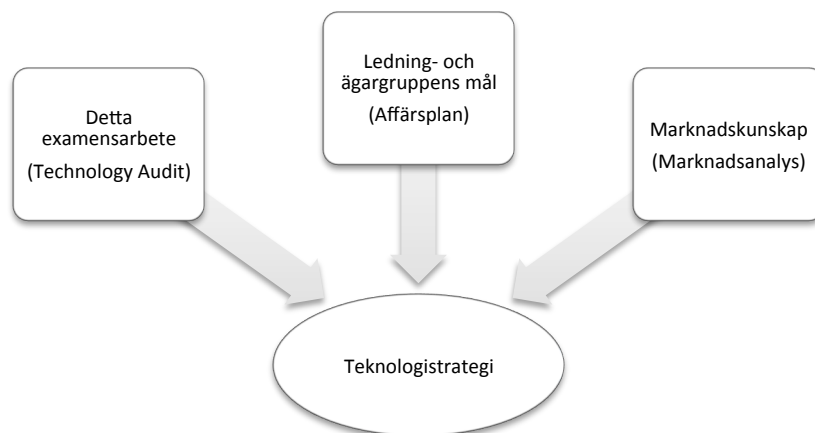 Detta
examensarbete
(Technology Audit)
Ledning- och
ägargruppens mål
(Affärsplan)
Marknadskunskap
(Marknadsanalys)
Teknologistrategi